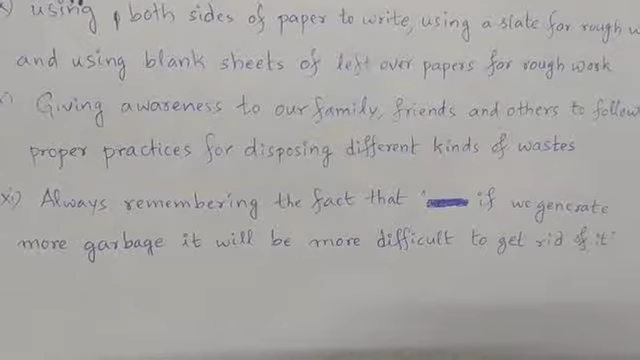 using both sides of paper to write, using a slate for rough
and using blank sheets of left over papers for rough work
Giving awareness to our family, friends and others to follow
proper practices for disposing different kinds of wastes
xi) Always remembering the fact that ' if we generate
more garbage it will be more difficult to get rid of it'